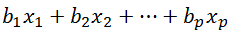 b₁x₁ + b₂x₂ + ⋯ + bₚxₚ